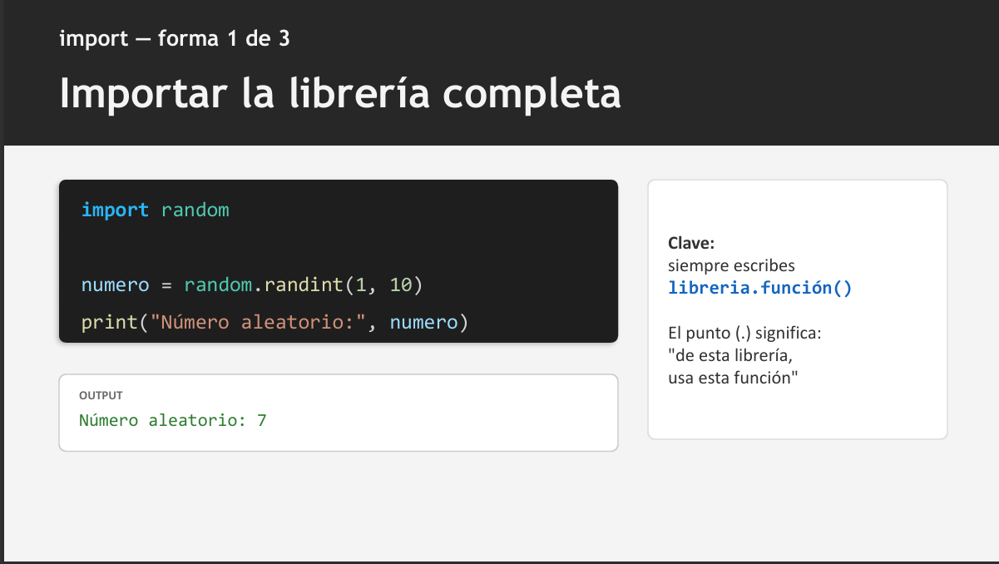 import — forma 1 de 3
Importar la librería completa
import random
numero = random.randint(1, 10)
print("Número aleatorio:", numero)
OUTPUT
Número aleatorio: 7
Clave:
siempre escribes
libreria.función()
El punto (.) significa:
"de esta librería,
usa esta función"